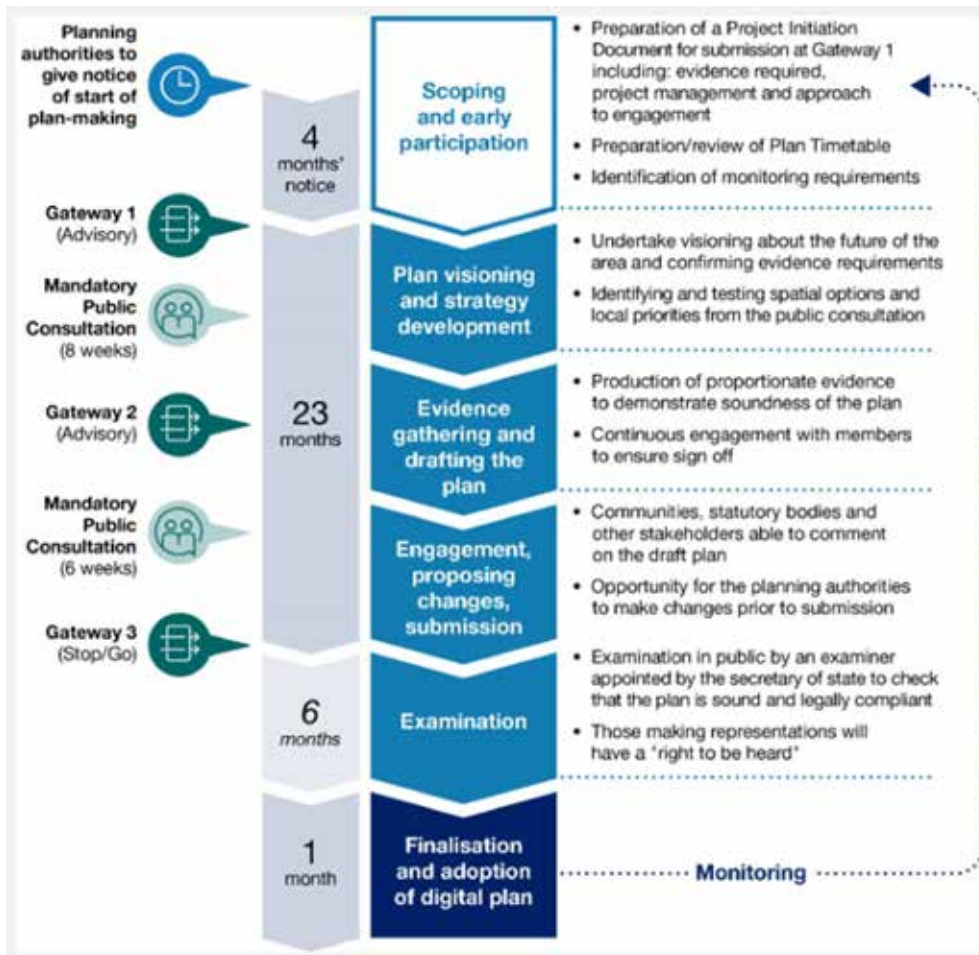 Planning
authorities to
give notice
of start of
plan-making
4
months'
notice
Scoping
and early
participation
• Preparation of a Project Initiation
Document for submission at Gateway 1
including: evidence required,
project management and approach
to engagement
• Preparation/review of Plan Timetable
• Identification of monitoring requirements
Gateway 1
(Advisory)
Mandatory
Public
Consultation
(8 weeks)
Gateway 2
(Advisory)
Mandatory
Public
Consultation
(6 weeks)
Gateway 3
(Stop/Go)
23
months
Plan visioning
and strategy
development
• Undertake visioning about the future of the
area and confirming evidence requirements
• Identifying and testing spatial options and
local priorities from the public consultation
Evidence
gathering and
drafting the
plan
• Production of proportionate evidence
to demonstrate soundness of the plan
• Continuous engagement with members
to ensure sign off
Engagement,
proposing
changes,
submission
• Communities, statutory bodies and
other stakeholders able to comment
on the draft plan
• Opportunity for the planning authorities
to make changes prior to submission
6
months
Examination
• Examination in public by an examiner
appointed by the secretary of state to check
that the plan is sound and legally compliant
• Those making representations will
have a "right to be heard"
1
month
Finalisation
and adoption
of digital plan
Monitoring